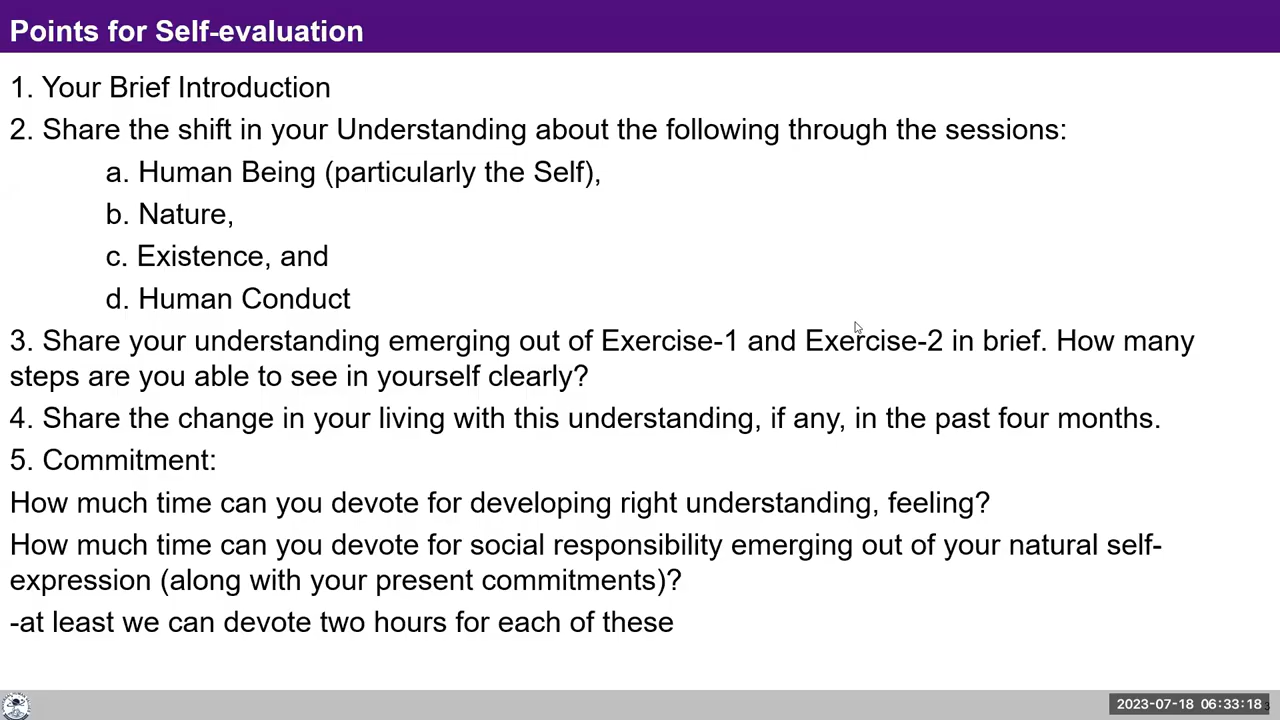 Points for Self-evaluation
1. Your Brief Introduction
2. Share the shift in your Understanding about the following through the sessions:
a. Human Being (particularly the Self),
b. Nature,
c. Existence, and
d. Human Conduct
3. Share your understanding emerging out of Exercise-1 and Exercise-2 in brief. How many
steps are you able to see in yourself clearly?
4. Share the change in your living with this understanding, if any, in the past four months.
5. Commitment:
How much time can you devote for developing right understanding, feeling?
How much time can you devote for social responsibility emerging out of your natural self-
expression (along with your present commitments)?
-at least we can devote two hours for each of these
2023-07-18 06:33:18
3